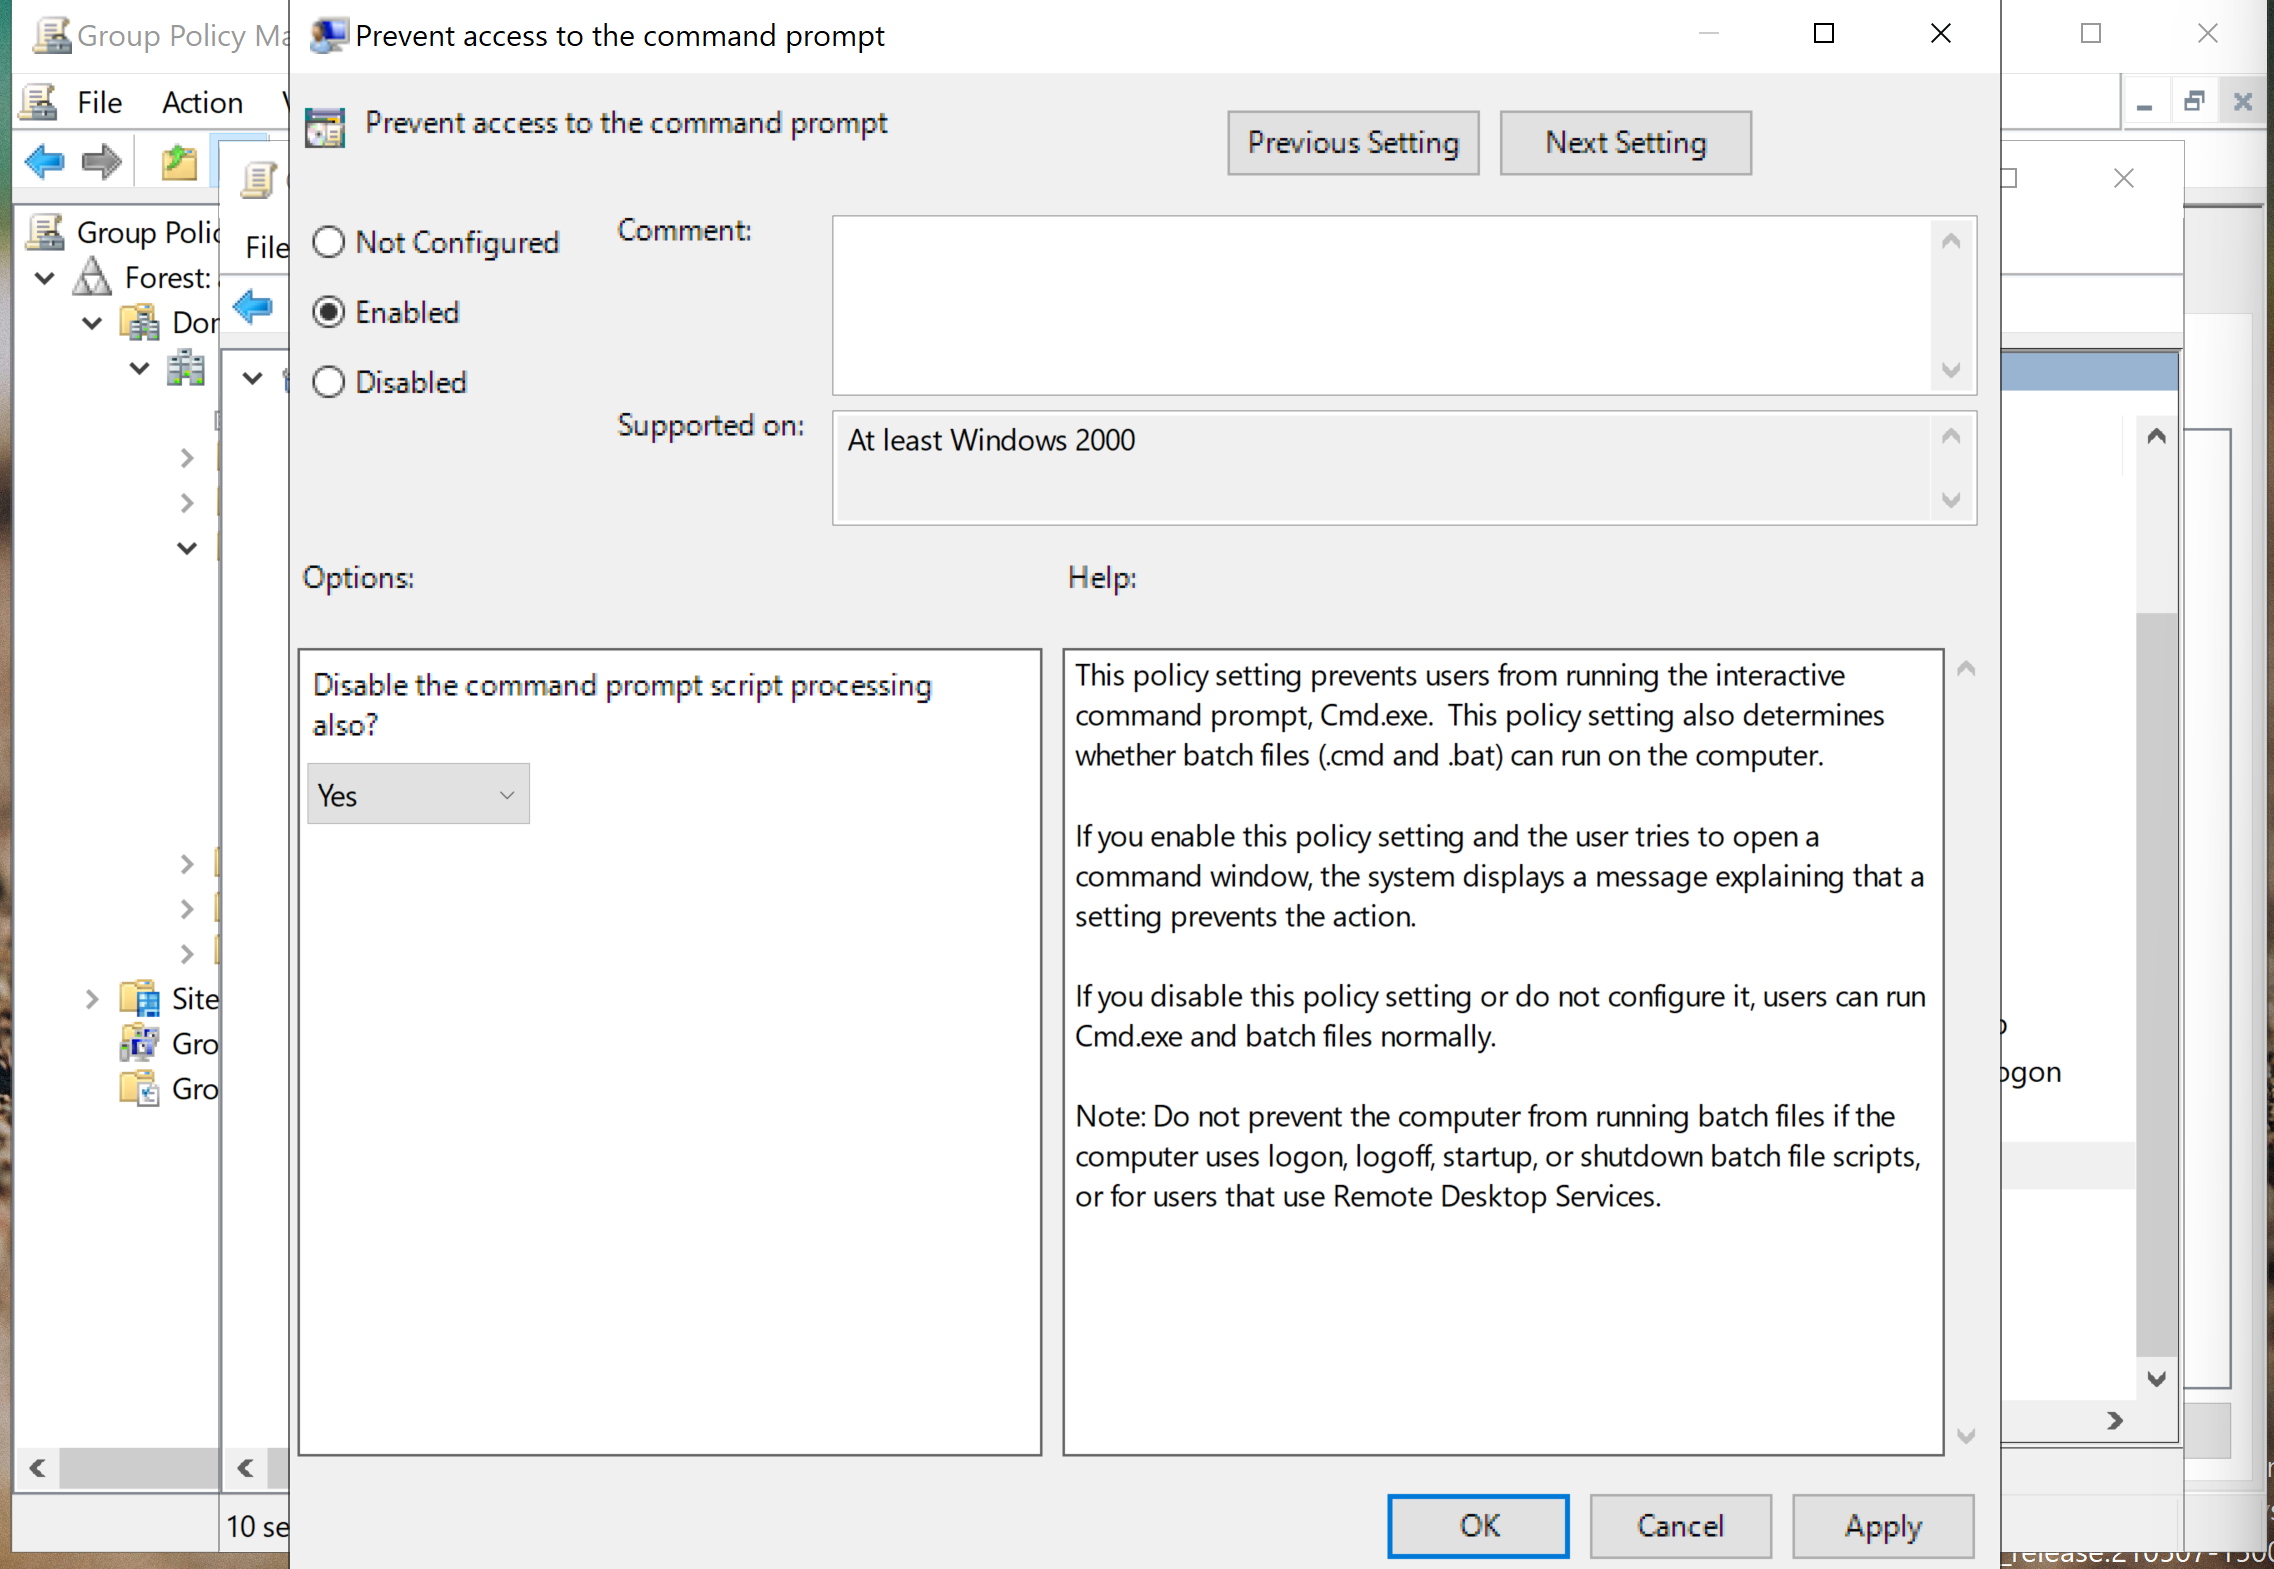 Group Policy Ma
Prevent access to the command prompt
File Action
Prevent access to the command prompt
Previous Setting
Next Setting
Group Polic
File
Forest:
Not Configured
Comment:
Enabled
Disabled
Supported on:
At least Windows 2000
Options:
Help:
Disable the command prompt script processing
also?
Yes
This policy setting prevents users from running the interactive
command prompt, Cmd.exe.  This policy setting also determines
whether batch files (.cmd and .bat) can run on the computer.
If you enable this policy setting and the user tries to open a
command window, the system displays a message explaining that a
setting prevents the action.
If you disable this policy setting or do not configure it, users can run
Cmd.exe and batch files normally.
Note: Do not prevent the computer from running batch files if the
computer uses logon, logoff, startup, or shutdown batch file scripts,
or for users that use Remote Desktop Services.
Site
Gro
Gro
ogon
10 se
OK
Cancel
Apply